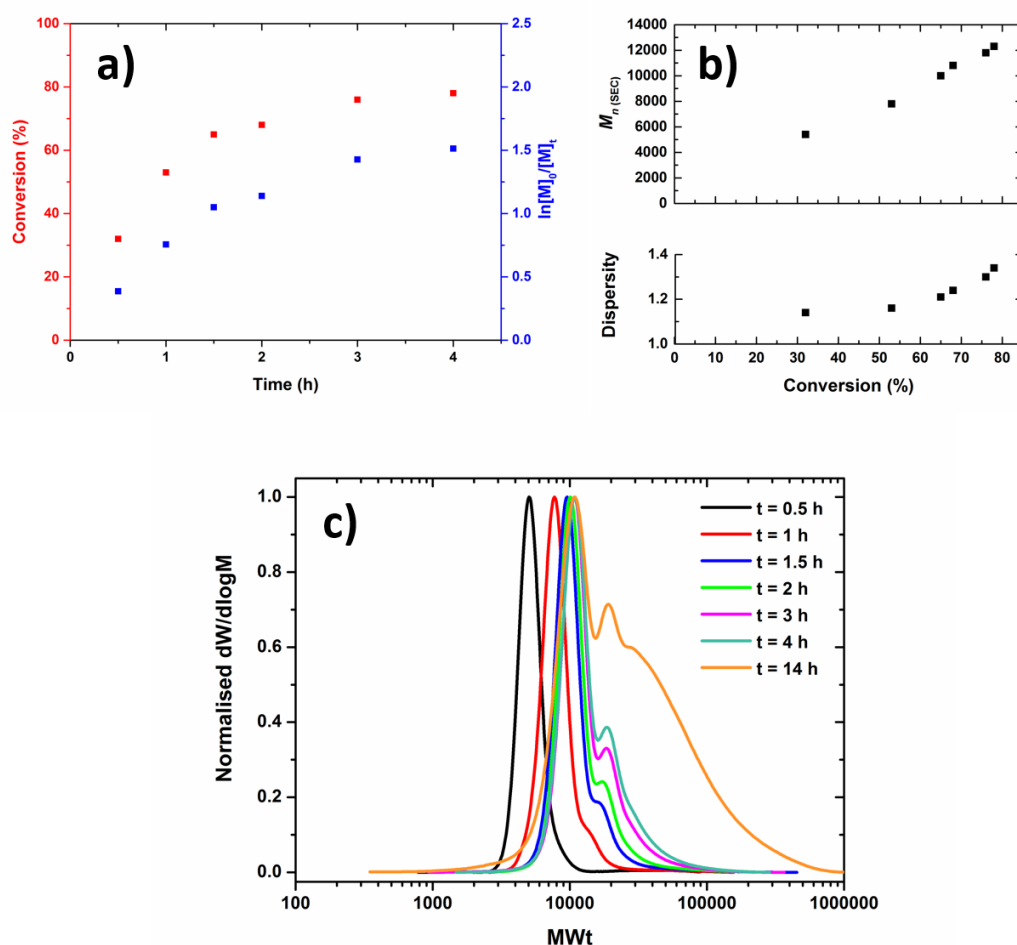 a)
100
80
60
40
20
0
Conversion (%)
2.5
2.0
1.5
1.0
0.5
0.0
ln[M]0/[M]t
0 1 2 3 4
Time (h)
b)
14000
12000
10000
8000
6000
4000
2000
0
Mn (SEC)
1.4
1.2
1.0
Dispersity
0 10 20 30 40 50 60 70 80
Conversion (%)
c)
1.0
0.8
0.6
0.4
0.2
0.0
Normalised dW/dlogM
t = 0.5 h
t = 1 h
t = 1.5 h
t = 2 h
t = 3 h
t = 4 h
t = 14 h
100 1000 10000 100000 1000000
MWt